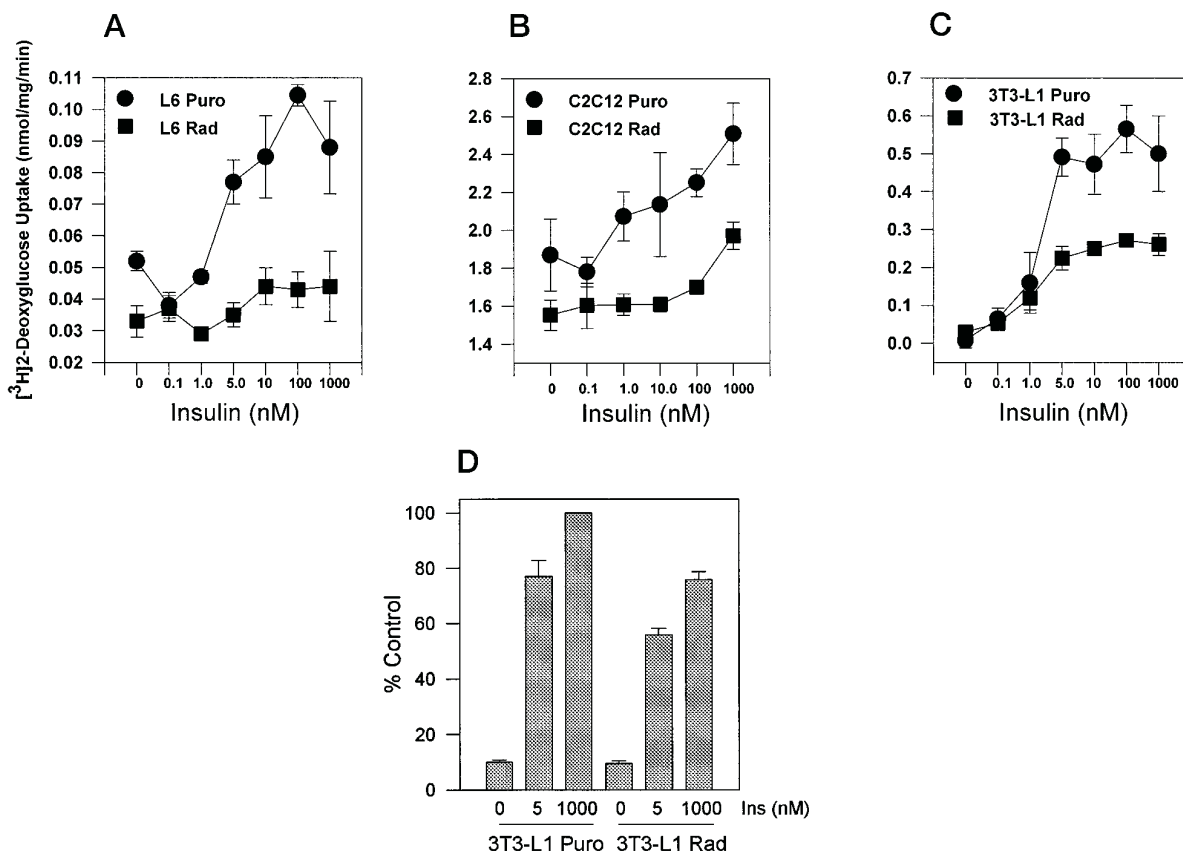 A
[³H]2-Deoxyglucose Uptake (nmol/mg/min)
0.11
0.10
0.09
0.08
0.07
0.06
0.05
0.04
0.03
0.02
L6 Puro
L6 Rad
0 0.1 1.0 5.0 10 100 1000
Insulin (nM)
B
2.8
2.6
2.4
2.2
2.0
1.8
1.6
1.4
C2C12 Puro
C2C12 Rad
0 0.1 1.0 10.0 100 1000
Insulin (nM)
C
0.7
0.6
0.5
0.4
0.3
0.2
0.1
0.0
3T3-L1 Puro
3T3-L1 Rad
0 0.1 1.0 5.0 10 100 1000
Insulin (nM)
D
% Control
100
80
60
40
20
0
0 5 1000 0 5 1000 Ins (nM)
3T3-L1 Puro 3T3-L1 Rad